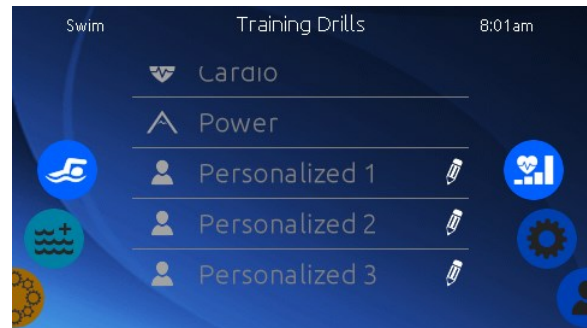 Swim Training Drills 8:01am
Cardio
Power
Personalized 1
Personalized 2
Personalized 3